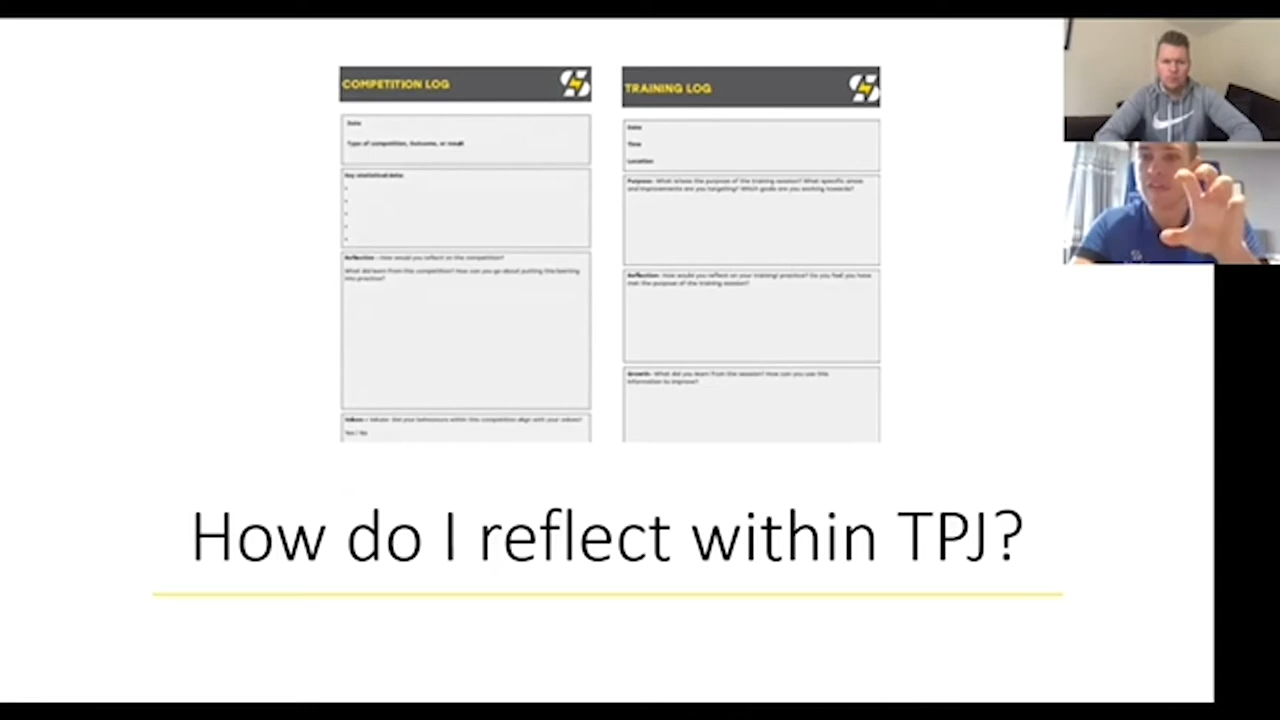 COMPETITION LOG
Date
Type of competition, Outcome, or result
Key statistical data:
Reflection - How would you reflect on the competition?
What did learn from this competition? How can you go about putting this learning
into practice?
Values - Values- Did your behaviours within this competition align with your values?
Yes / No
TRAINING LOG
Date
Time
Location
Purpose- What is the purpose of the training session? What specific areas
and improvements are you targeting? Which goals are you working towards?
Reflection- How would you reflect on your training/ practice? Do you feel you have
met the purpose of the training session?
Growth- What did you learn from the session? How can you use this
information to improve?
How do I reflect within TPJ?